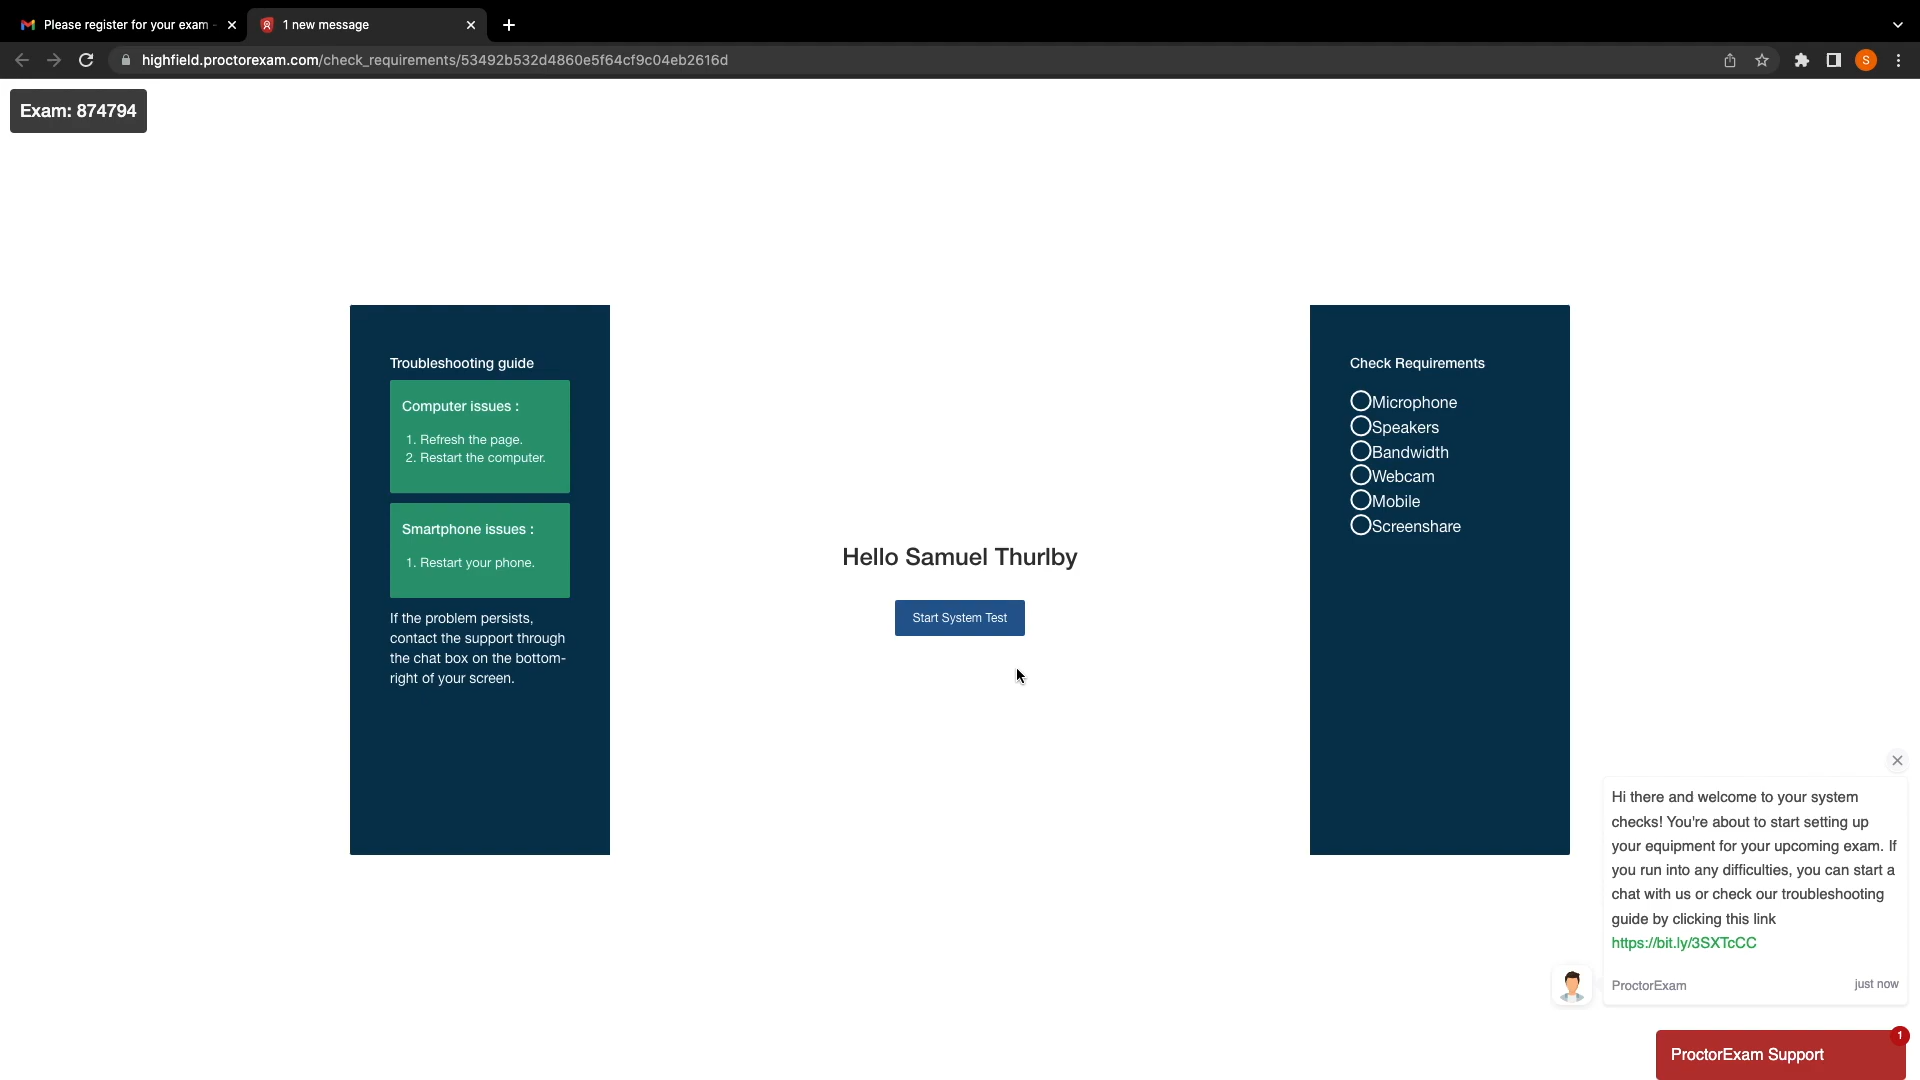 Please register for your exam -
1 new message
highfield.proctorexam.com/check_requirements/53492b532d4860e5f64cf9c04eb2616d
S
Exam: 874794
Troubleshooting guide
Computer issues :
1. Refresh the page.
2. Restart the computer.
Smartphone issues :
1. Restart your phone.
If the problem persists,
contact the support through
the chat box on the bottom-
right of your screen.
Hello Samuel Thurlby
Start System Test
Check Requirements
Microphone
Speakers
Bandwidth
Webcam
Mobile
Screenshare
Hi there and welcome to your system
checks! You're about to start setting up
your equipment for your upcoming exam. If
you run into any difficulties, you can start a
chat with us or check our troubleshooting
guide by clicking this link
https://bit.ly/3SXTcCC
ProctorExam
just now
1
ProctorExam Support